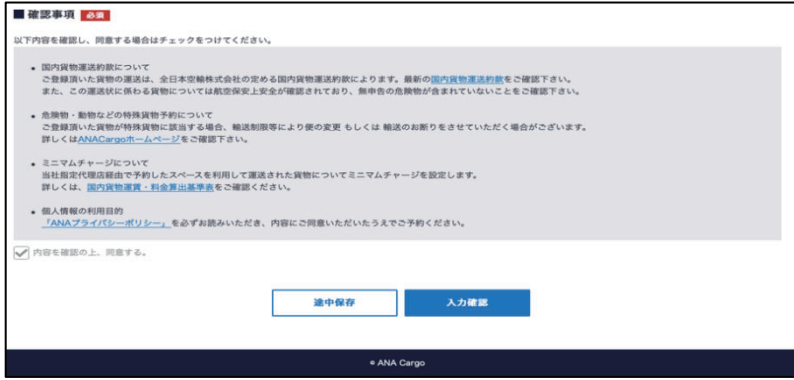 ■ 確認事項 必須
以下内容を確認し、同意する場合はチェックをつけてください。
• 国内貨物運送約款について
ご登録頂いた貨物の運送は、全日本空輸株式会社の定める国内貨物運送約款によります。最新の国内貨物運送約款をご確認下さい。
また、この運送状に係わる貨物については航空保安上安全が確認されており、無申告の危険物が含まれていないことをご確認下さい。
• 危険物・動物などの特殊貨物予約について
ご登録頂いた貨物が特殊貨物に該当する場合、輸送制限等により便の変更 もしくは 輸送のお断りをさせていただく場合がございます。
詳しくはANACargoホームページをご確認下さい。
• ミニマムチャージについて
当社指定代理店経由で予約したスペースを利用して運送された貨物についてミニマムチャージを設定します。
詳しくは、国内貨物運賃・料金算出基準表をご確認ください。
• 個人情報の利用目的
「ANAプライバシーポリシー」を必ずお読みいただき、内容にご同意いただいたうえでご予約ください。
内容を確認の上、同意する。
途中保存
入力確認
© ANA Cargo